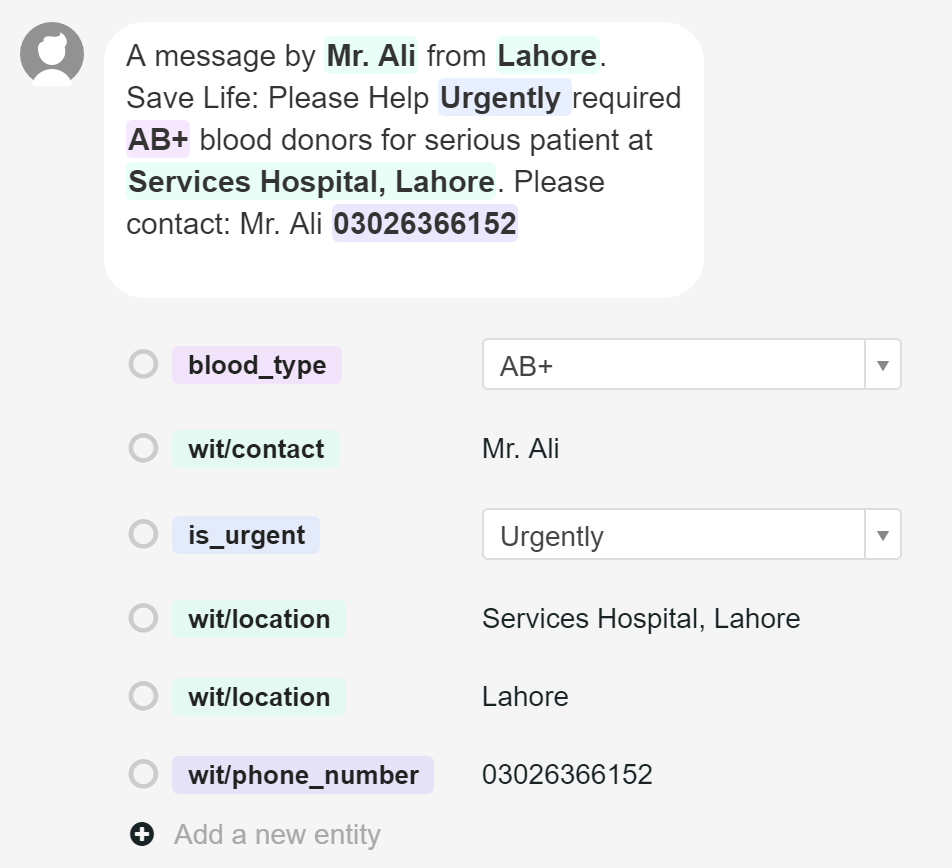 A message by Mr. Ali from Lahore.
Save Life: Please Help Urgently required
AB+ blood donors for serious patient at
Services Hospital, Lahore. Please
contact: Mr. Ali 03026366152
blood_type AB+
wit/contact Mr. Ali
is_urgent Urgently
wit/location Services Hospital, Lahore
wit/location Lahore
wit/phone_number 03026366152
Add a new entity